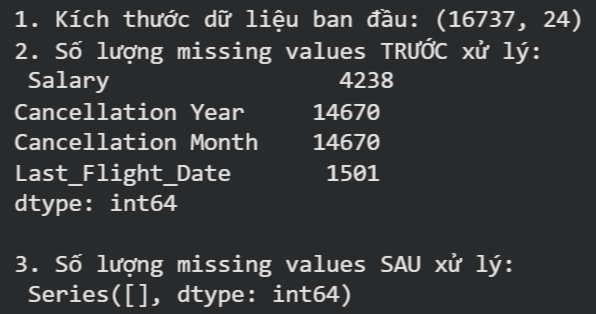 1. Kích thước dữ liệu ban đầu: (16737, 24)
2. Số lượng missing values TRƯỚC xử lý:
 Salary                 4238
Cancellation Year     14670
Cancellation Month    14670
Last_Flight_Date       1501
dtype: int64

3. Số lượng missing values SAU xử lý:
 Series([], dtype: int64)